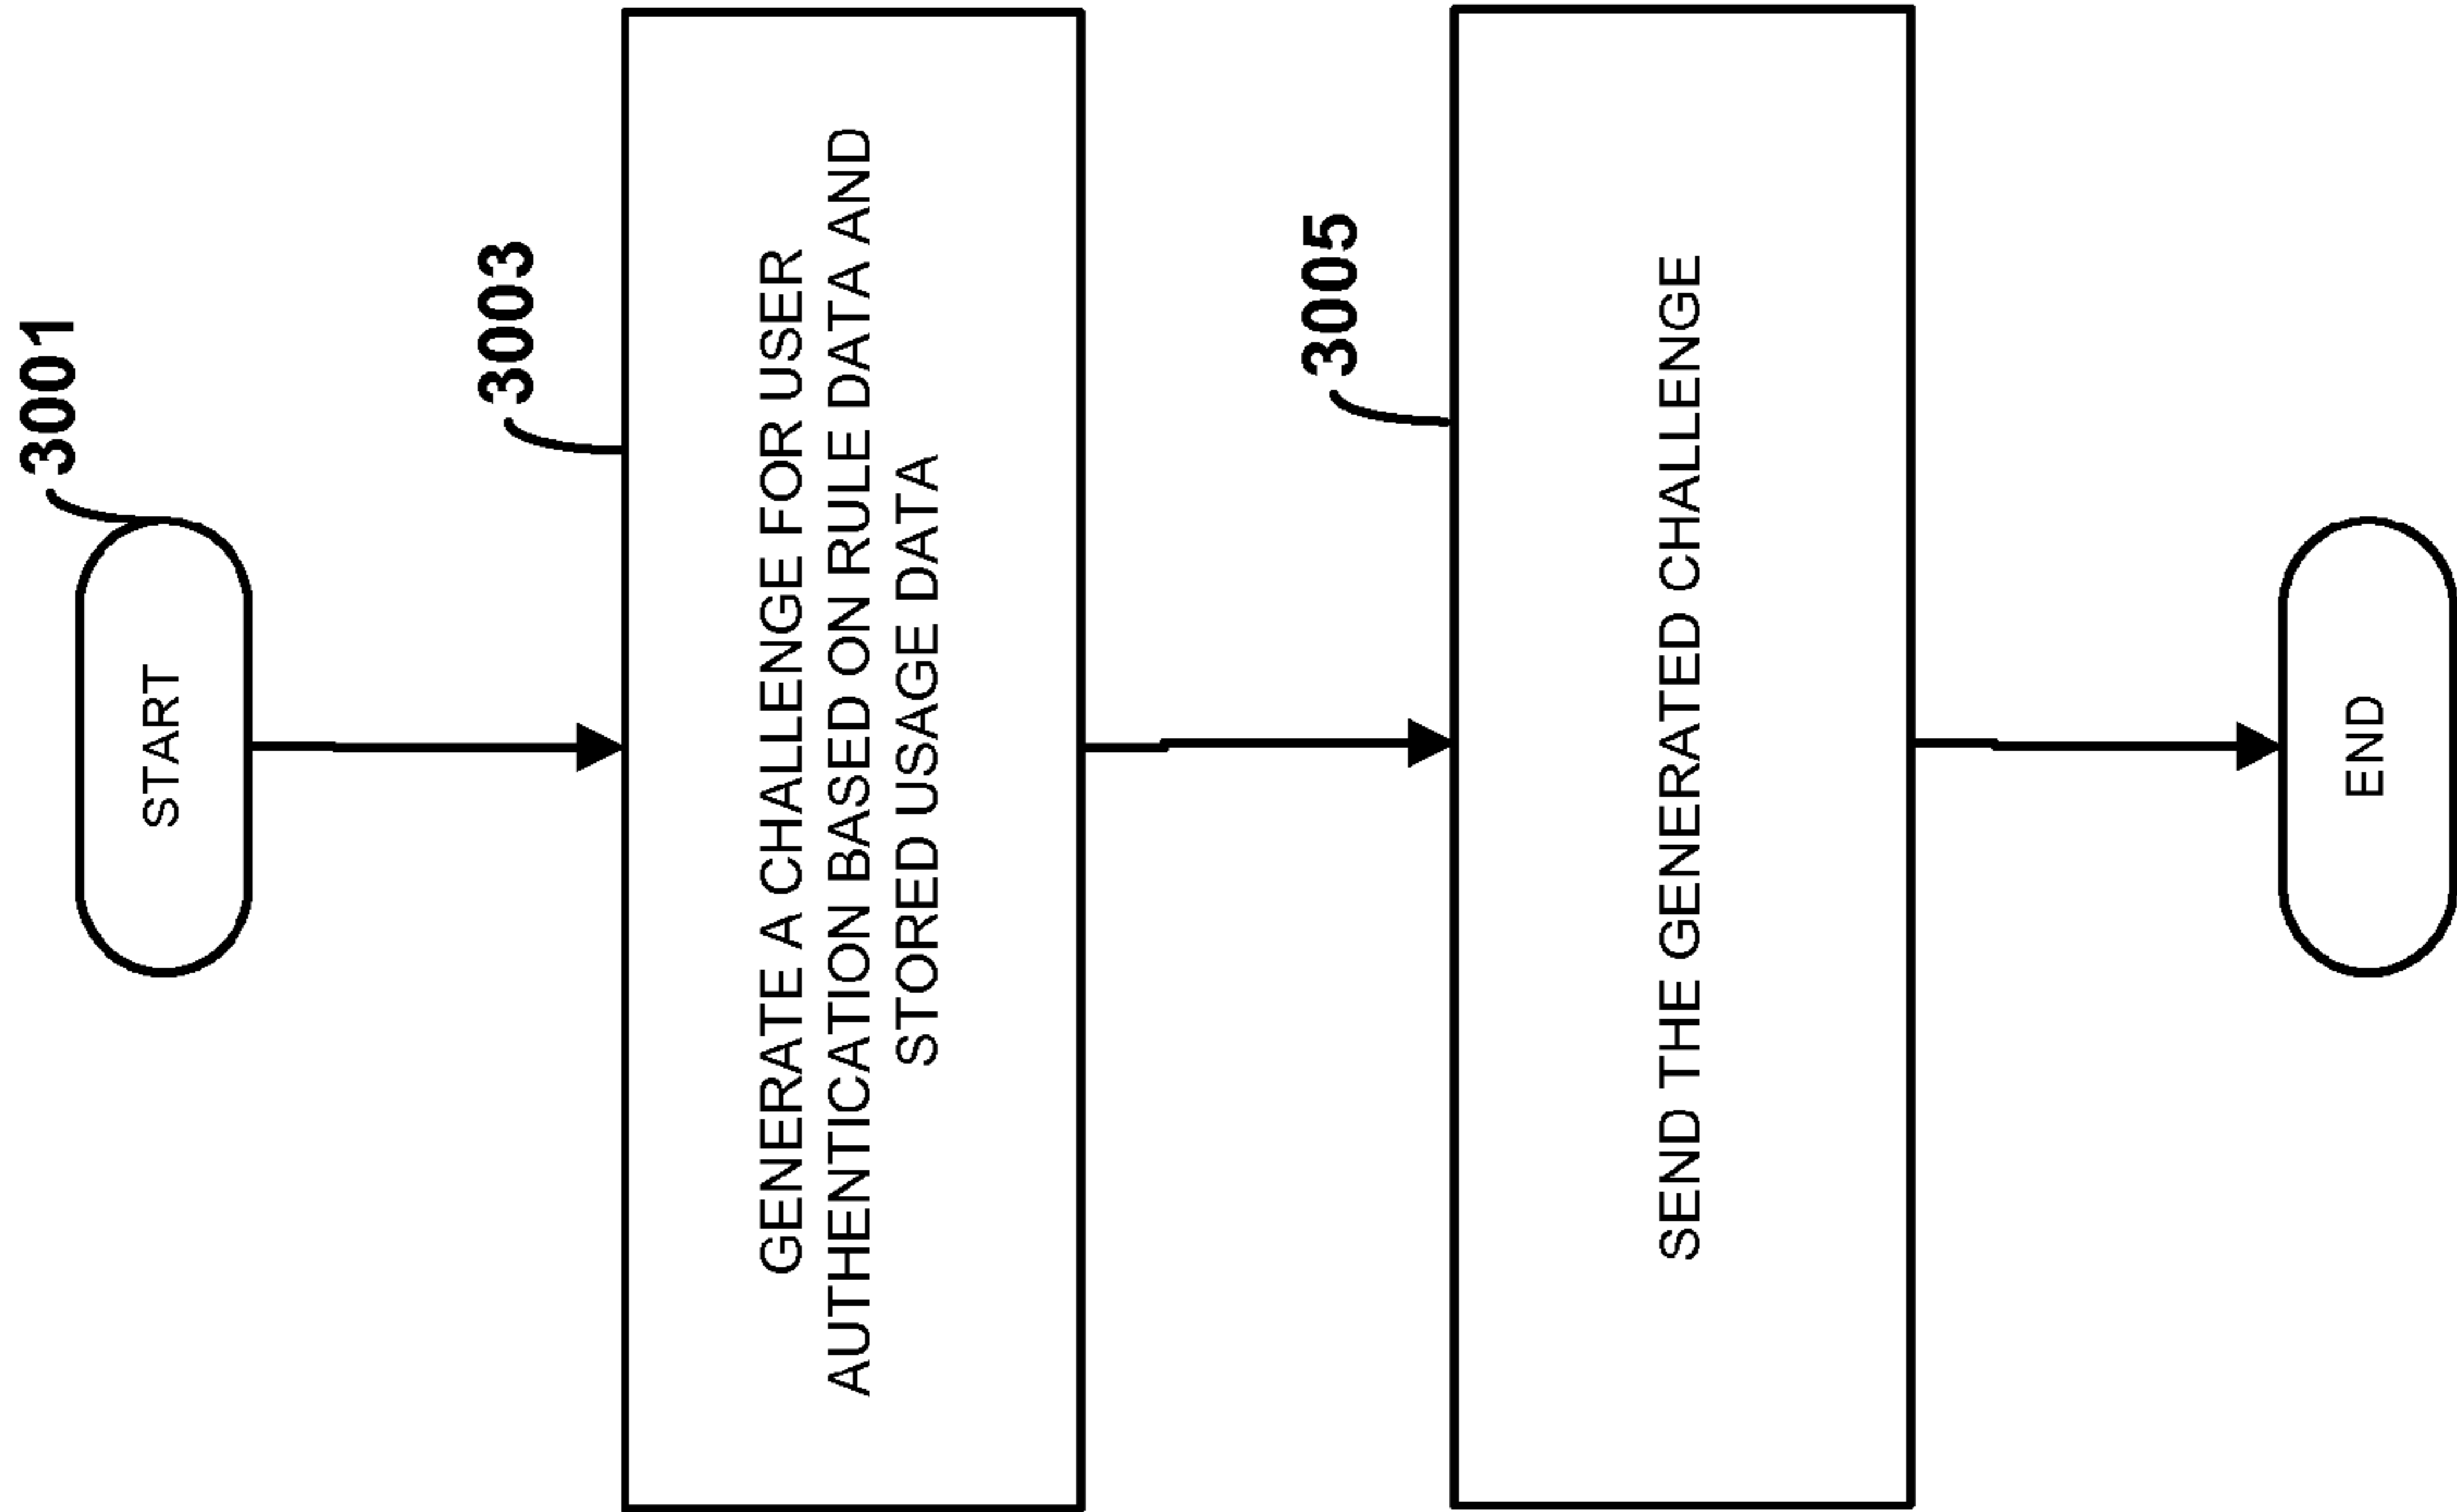 3001
START
3003
GENERATE A CHALLENGE FOR USER
AUTHENTICATION BASED ON RULE DATA AND
STORED USAGE DATA
3005
SEND THE GENERATED CHALLENGE
END